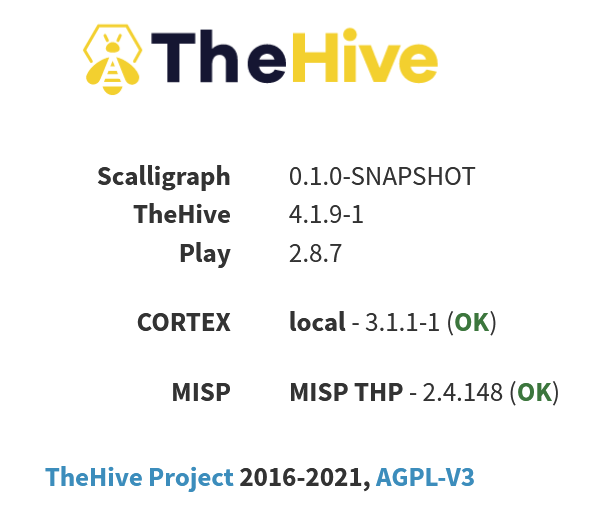 TheHive
Scalligraph 0.1.0-SNAPSHOT
TheHive 4.1.9-1
Play 2.8.7
CORTEX local - 3.1.1-1 (OK)
MISP MISP THP - 2.4.148 (OK)
TheHive Project 2016-2021, AGPL-V3